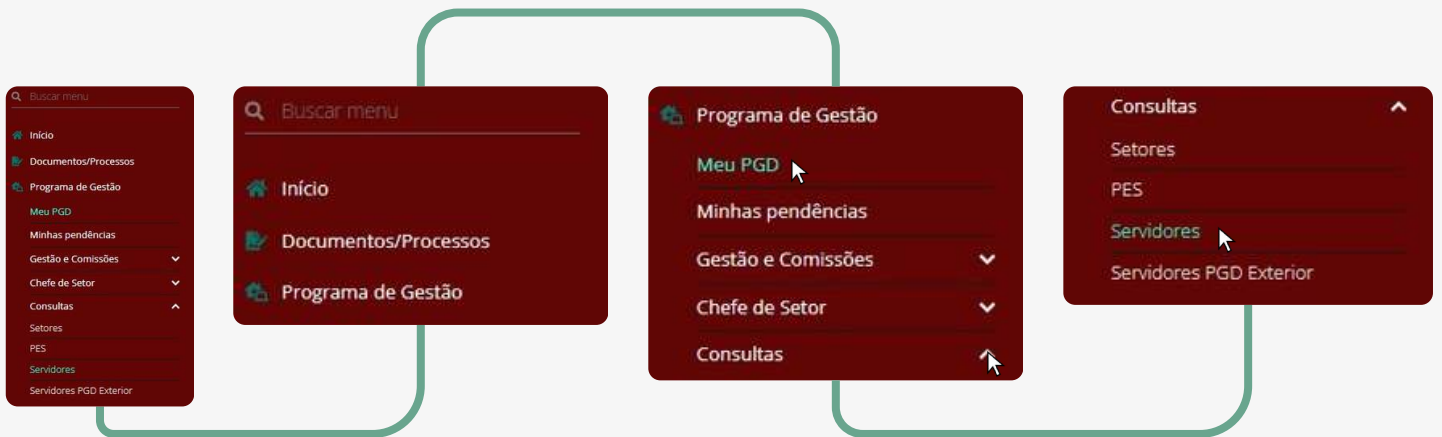 Buscar menu
Início
Documentos/Processos
Programa de Gestão
Meu PGD
Minhas pendências
Gestão e Comissões
Chefe de Setor
Consultas
Setores
PES
Servidores
Servidores PGD Exterior
Buscar menu
Início
Documentos/Processos
Programa de Gestão
Programa de Gestão
Meu PGD
Minhas pendências
Gestão e Comissões
Chefe de Setor
Consultas
Consultas
Setores
PES
Servidores
Servidores PGD Exterior